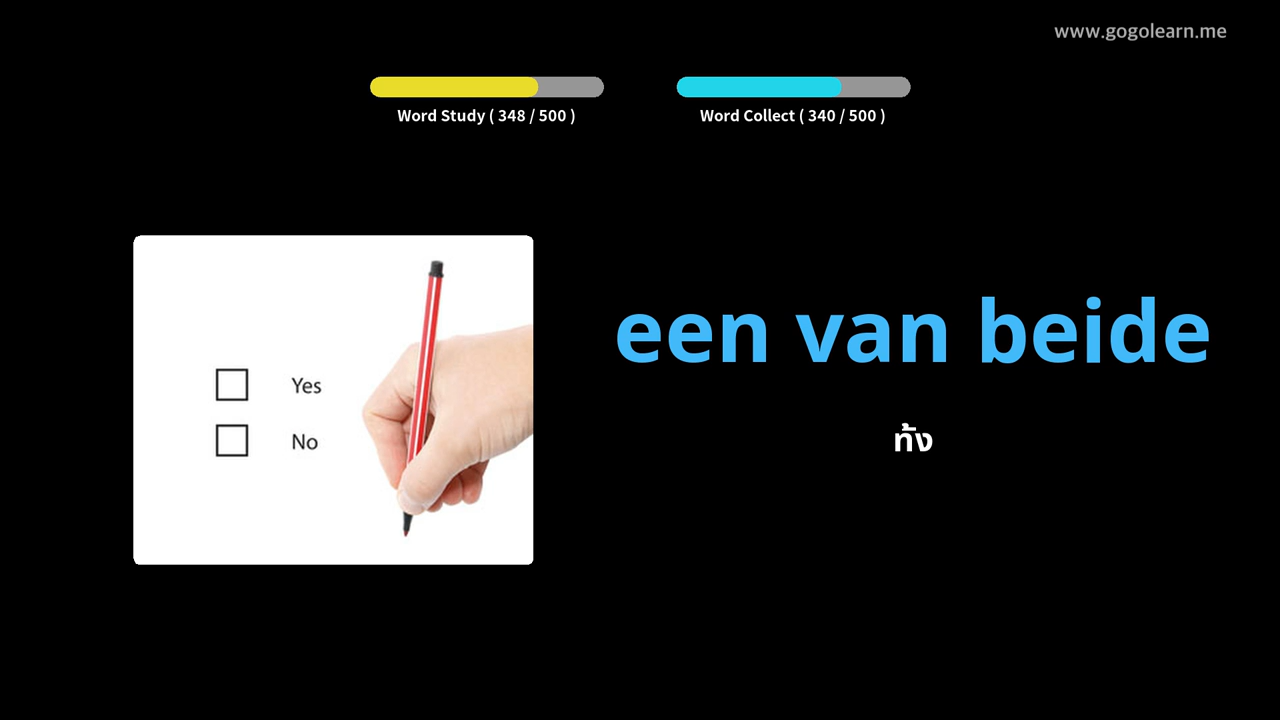 www.gogolearn.me
Word Study ( 348 / 500 )
Word Collect ( 340 / 500 )
Yes
No
een van beide
ทั้ง